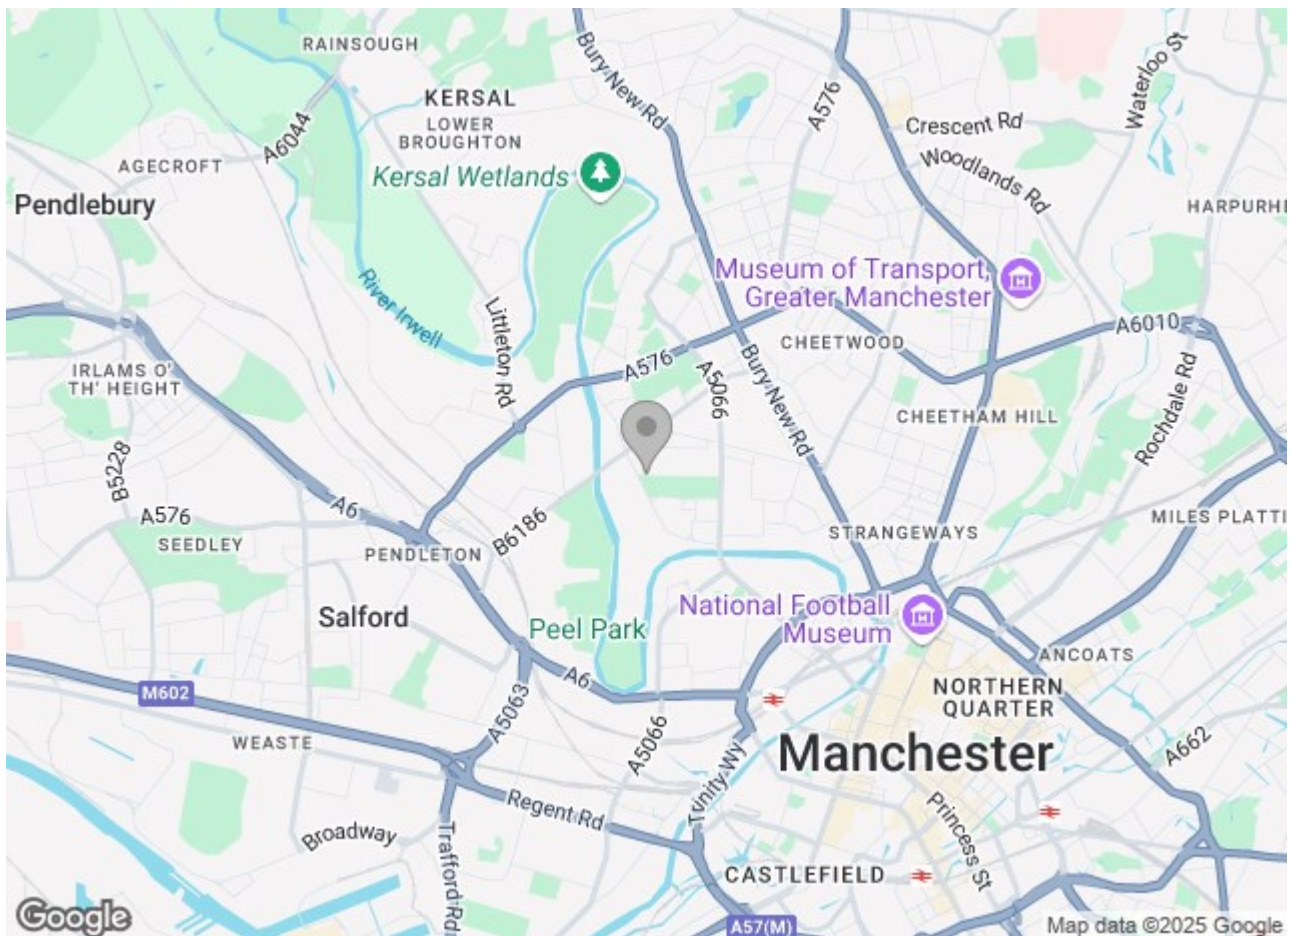 RAINSOUGH
Bury New Rd
A576
Waterloo St
KERSAL
LOWER
BROUGHTON
Crescent Rd
A6044
AGECROFT
Woodlands Rd
Kersal Wetlands
Pendlebury
HARPURHE
Museum of Transport,
Greater Manchester
River Irwell
Littleton Rd
A6010
CHEETWOOD
IRLAMS O'
TH' HEIGHT
A576
A5066
Bury New Rd
Rochdale Rd
CHEETHAM HILL
B5228
A6
A576
B6186
MILES PLATTI
SEEDLEY
PENDLETON
STRANGEWAYS
Salford
National Football
Museum
Peel Park
ANCOATS
A6
NORTHERN
QUARTER
M602
A5063
A5066
WEASTE
A662
Manchester
Trinity Wy
Regent Rd
Princess St
Broadway
Trafford Rd
CASTLEFIELD
Google
A57(M)
Map data ©2025 Google